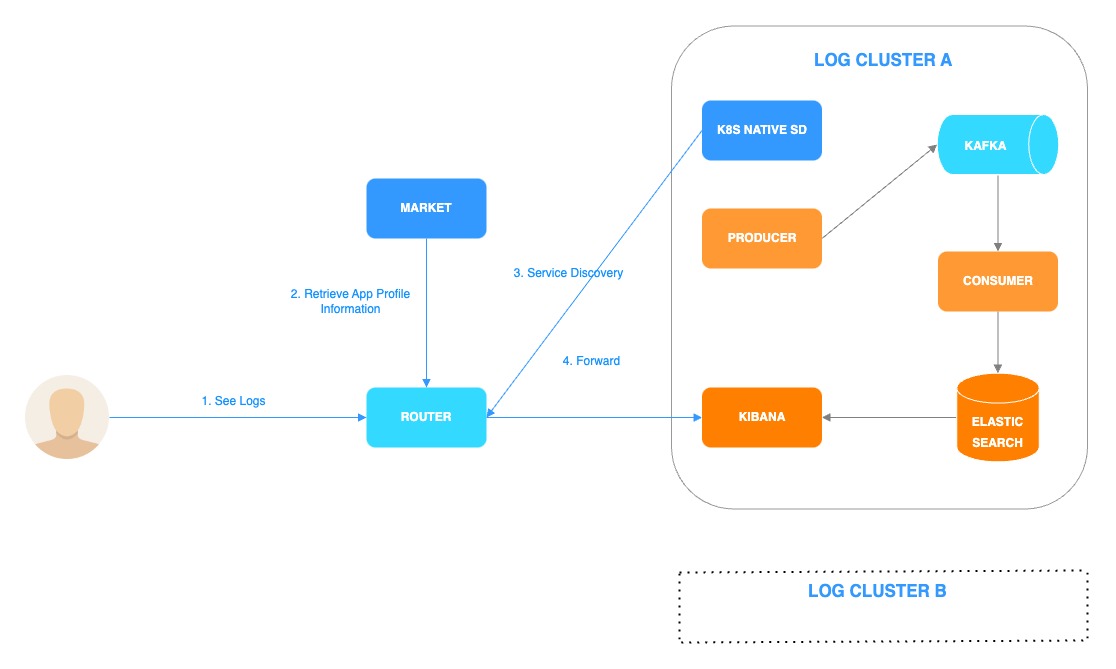 LOG CLUSTER A
K8S NATIVE SD
KAFKA
MARKET
PRODUCER
3. Service Discovery
CONSUMER
2. Retrieve App Profile
Information
4. Forward
1. See Logs
ROUTER
KIBANA
ELASTIC
SEARCH
LOG CLUSTER B